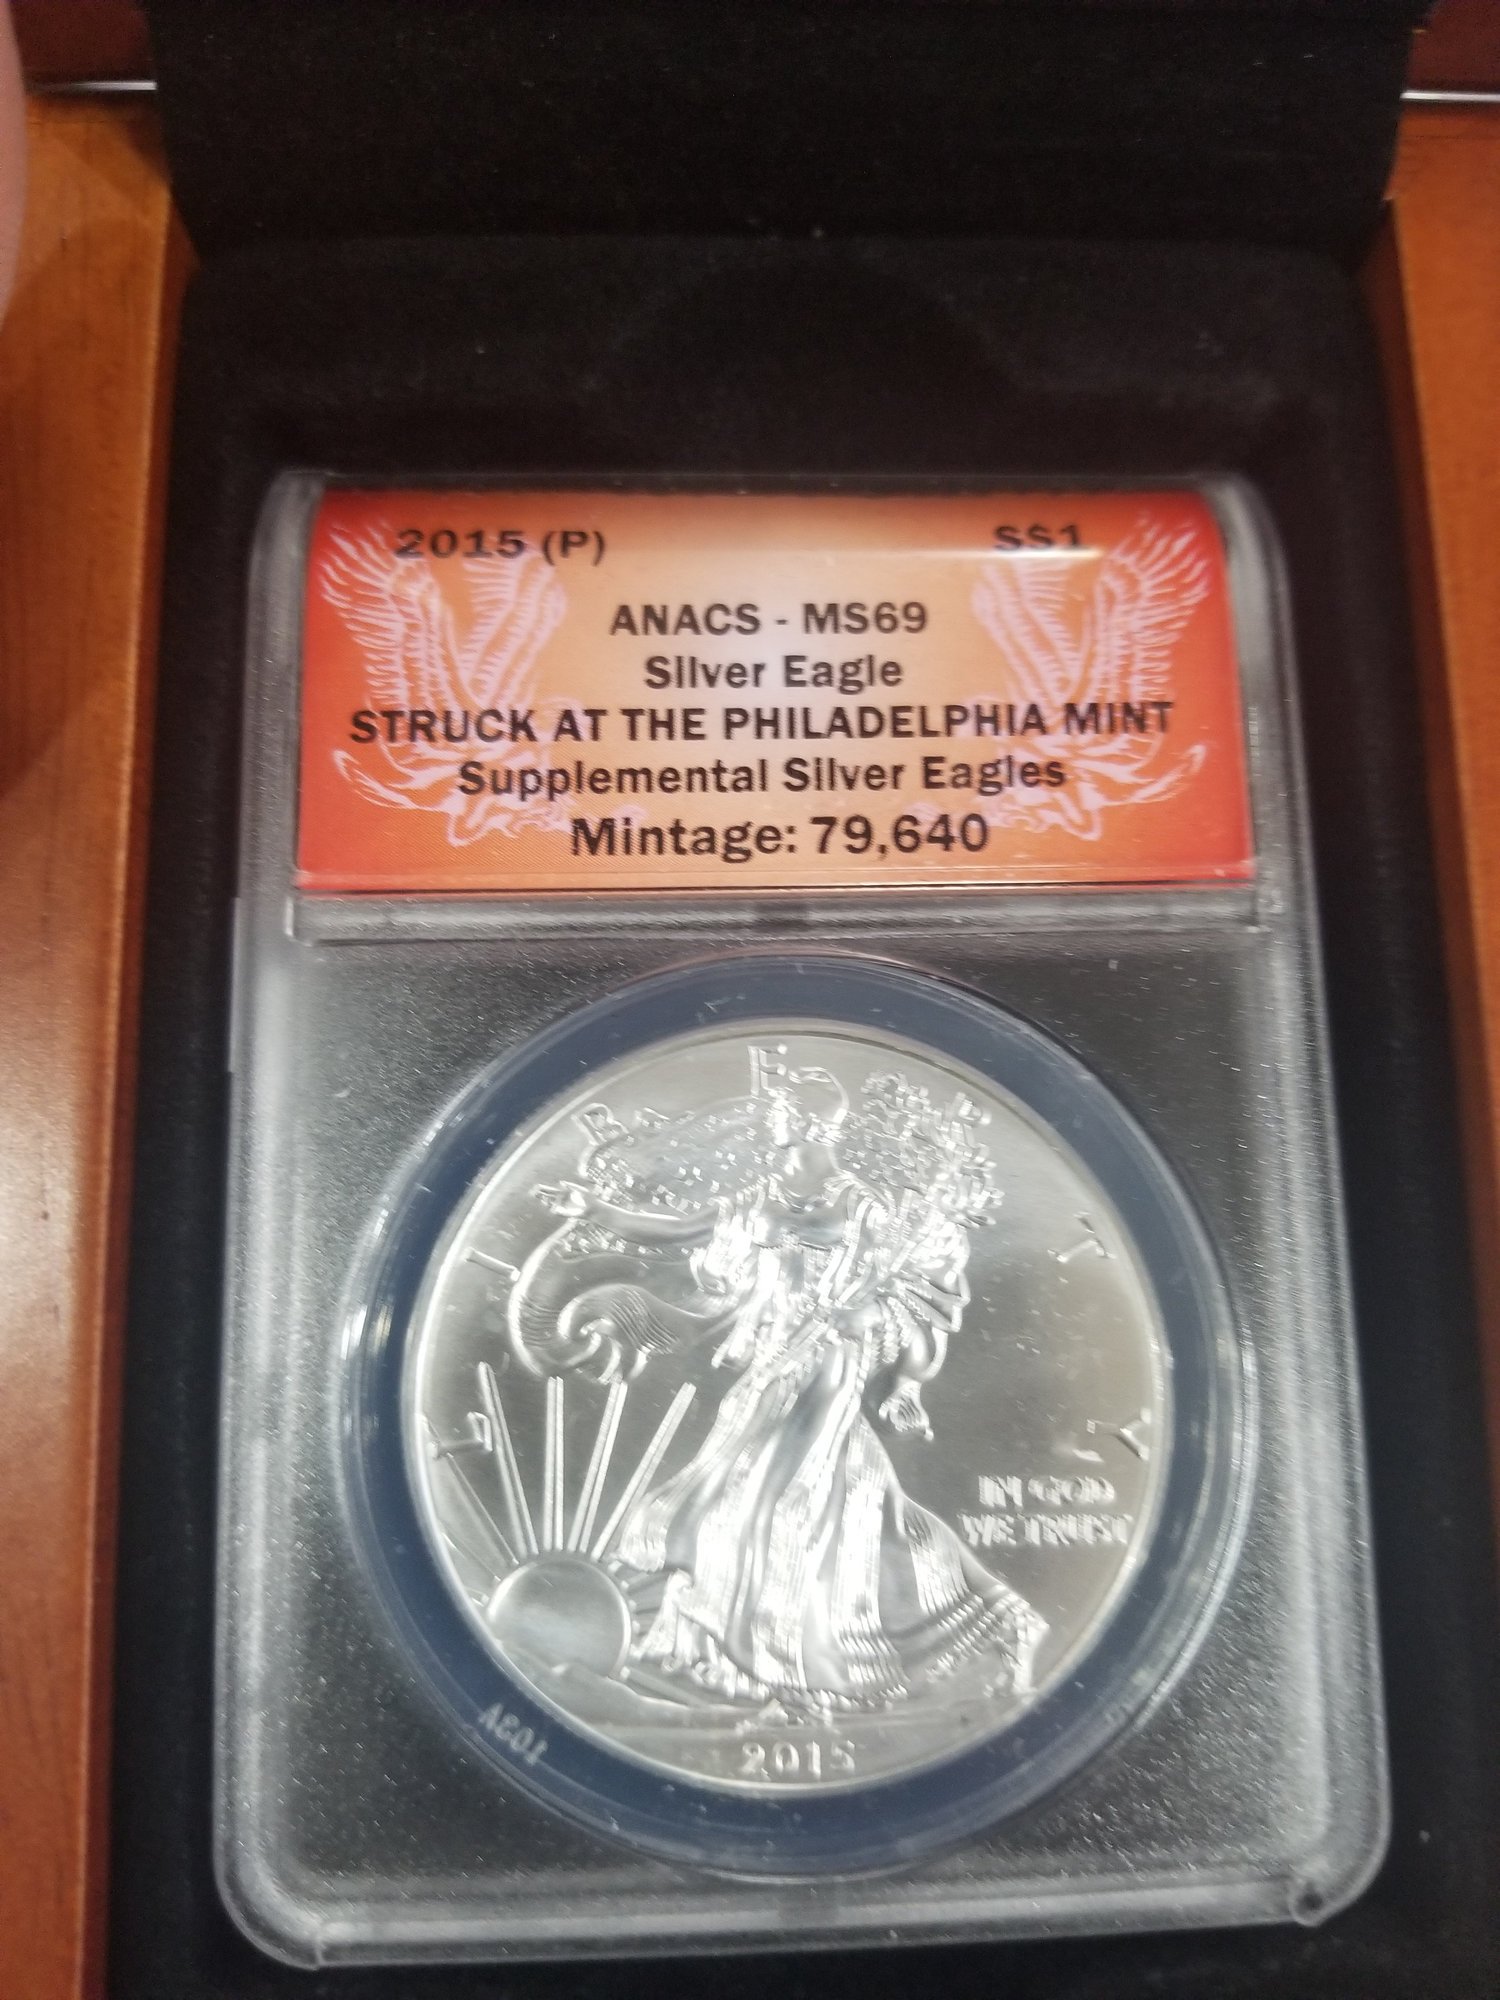 2015 (P) SS1
ANACS - MS69
Silver Eagle
STRUCK AT THE PHILADELPHIA MINT
Supplemental Silver Eagles
Mintage: 79,640
LIBERTY
IN GOD
WE TRUST
2015